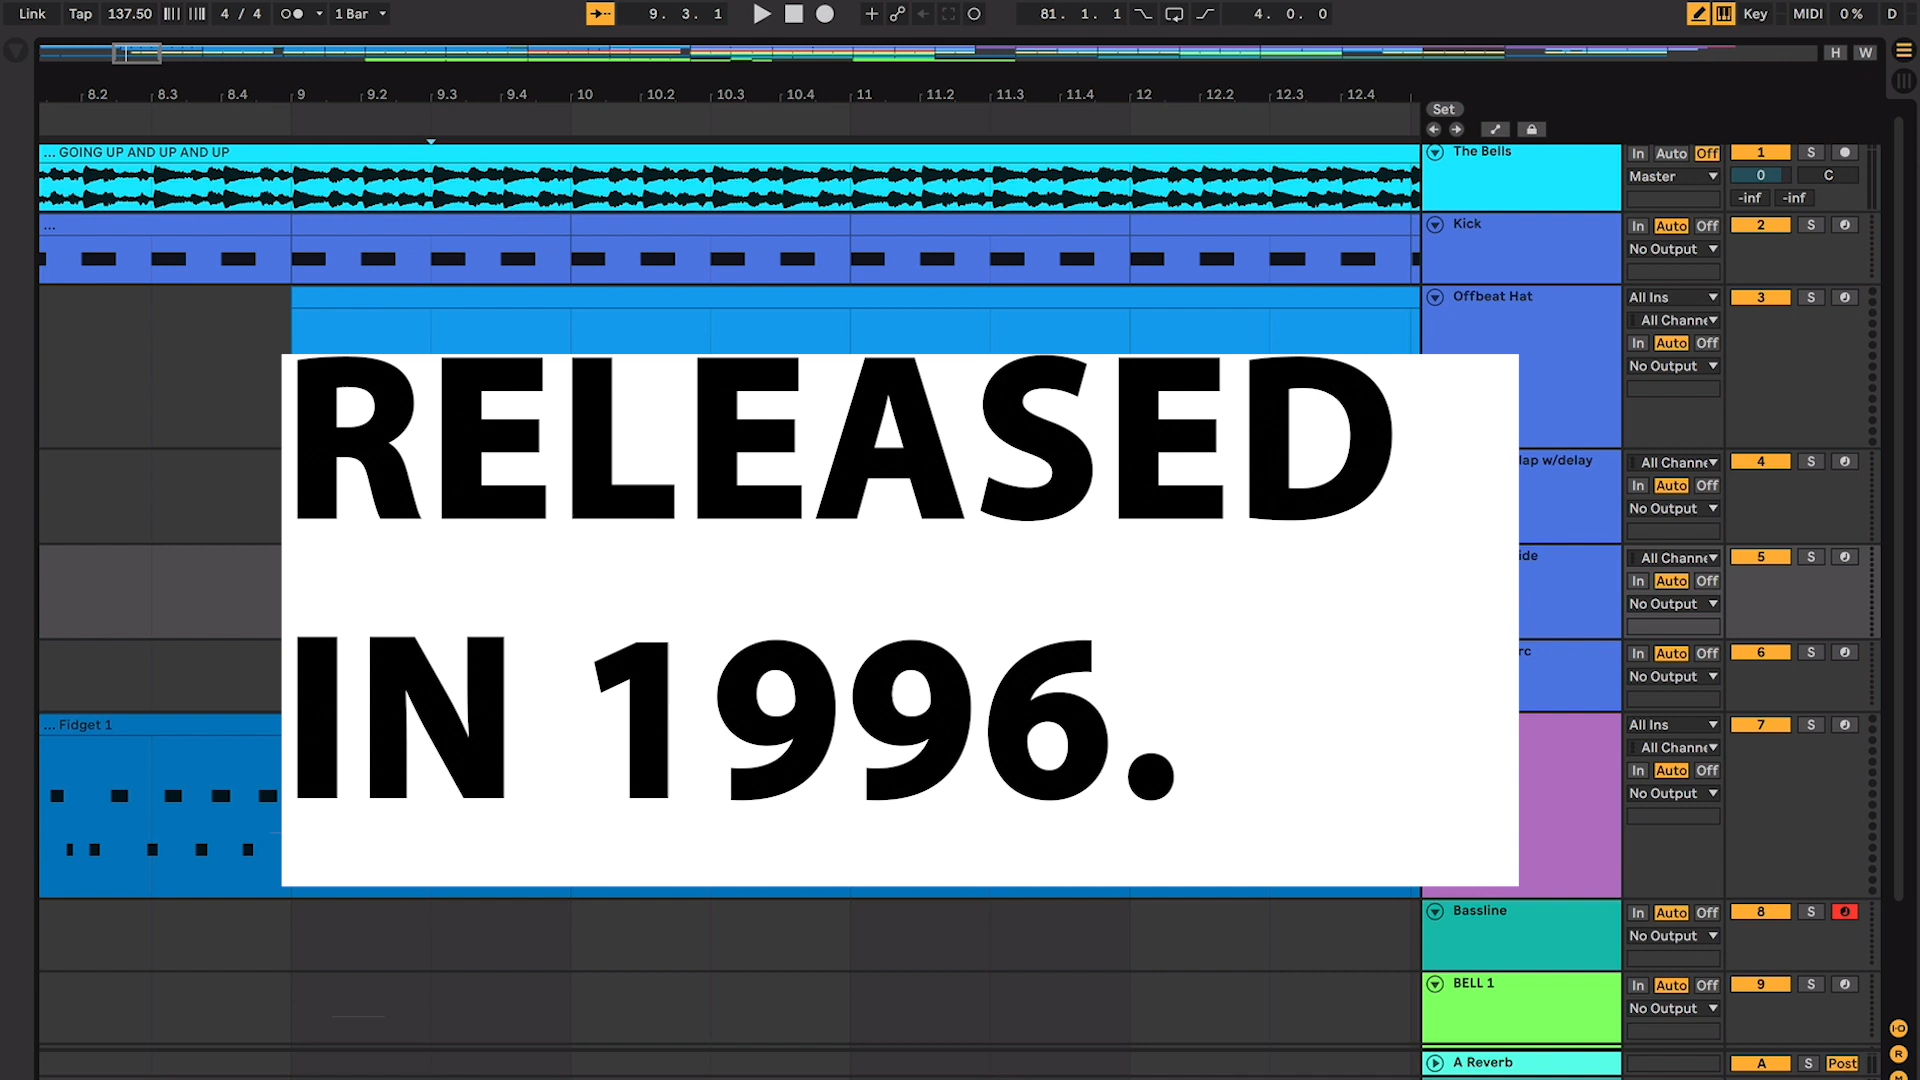 Link Tap 137.50 4 / 4 1 Bar 9. 3. 1 81. 1. 1 4. 0. 0 Key MIDI 0 % D
H W
8.2 8.3 8.4 9 9.2 9.3 9.4 10 10.2 10.3 10.4 11 11.2 11.3 11.4 12 12.2 12.3 12.4
Set
... GOING UP AND UP AND UP The Bells In Auto Off 1 S
Master 0 C
-inf -inf
... Kick In Auto Off 2 S
No Output
Offbeat Hat All Ins 3 S
All Channe
In Auto Off
No Output
RELEASED
lap w/delay All Channe 4 S
In Auto Off
No Output
ide All Channe 5 S
In Auto Off
No Output
IN 1996.
rc In Auto Off 6 S
No Output
... Fidget 1 All Ins 7 S
All Channe
In Auto Off
No Output
Bassline In Auto Off 8 S
No Output
BELL 1 In Auto Off 9 S
No Output
I-O
R
A Reverb A S Post